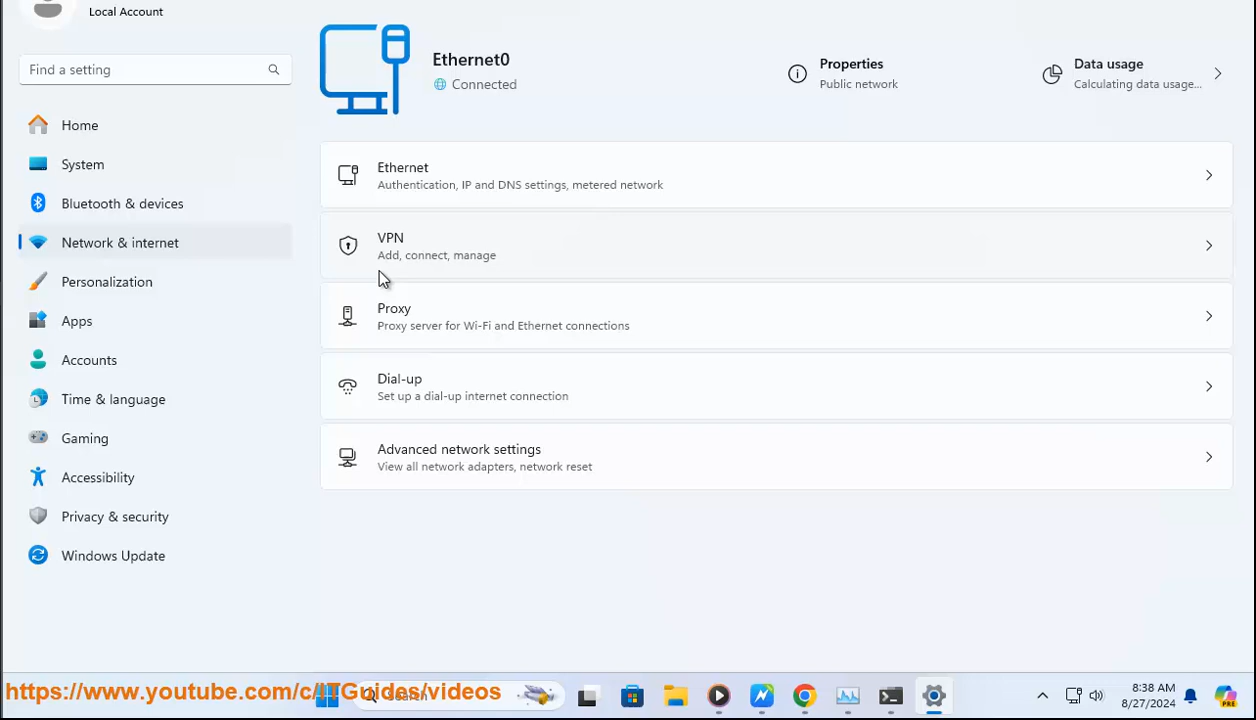 Local Account
Find a setting
Home
System
Bluetooth & devices
Network & internet
Personalization
Apps
Accounts
Time & language
Gaming
Accessibility
Privacy & security
Windows Update
Ethernet0
Connected
Properties
Public network
Data usage
Calculating data usage...
Ethernet
Authentication, IP and DNS settings, metered network
VPN
Add, connect, manage
Proxy
Proxy server for Wi-Fi and Ethernet connections
Dial-up
Set up a dial-up internet connection
Advanced network settings
View all network adapters, network reset
https://www.youtube.com/c/ITGuides/videos
Search
8:38 AM
8/27/2024
PRE